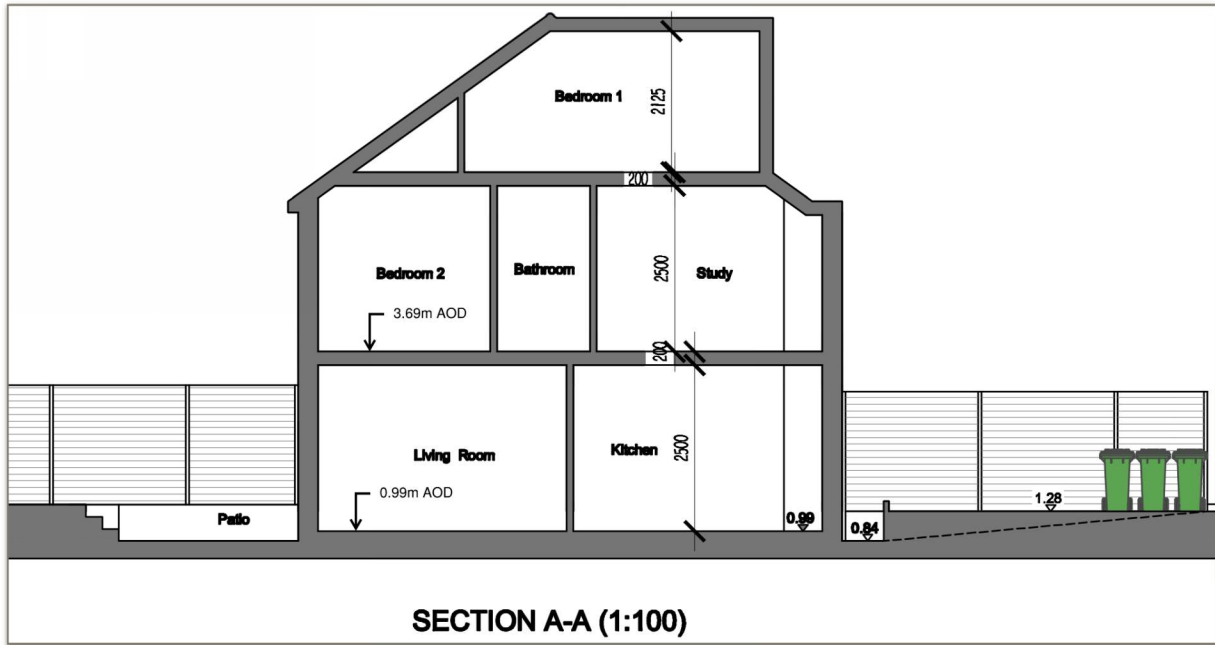 Bedroom 1
2125
200
Bedroom 2
Bathroom
2500
Study
3.69m AOD
200
Living Room
Kitchen
2500
0.99m AOD
Patio
0.99
0.84
1.28
SECTION A-A (1:100)